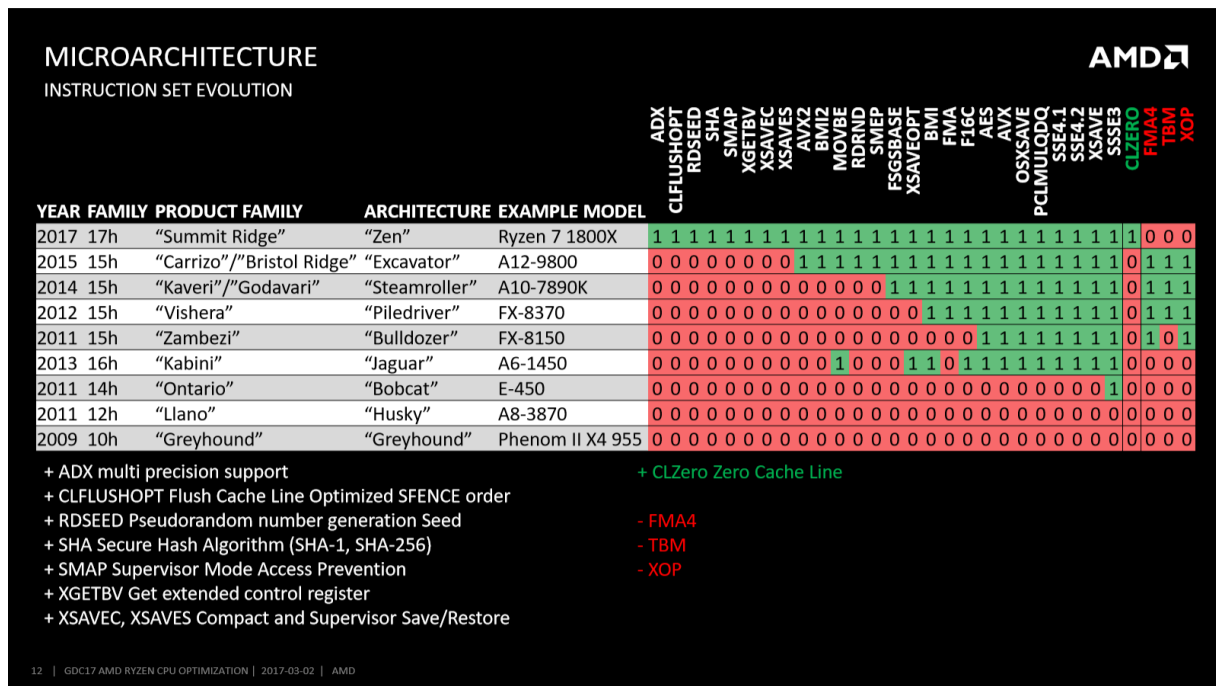 MICROARCHITECTURE
AMD
INSTRUCTION SET EVOLUTION
YEAR FAMILY PRODUCT FAMILY ARCHITECTURE EXAMPLE MODEL ADX CLFLUSHOPT RDSEED SHA SMAP XGETBV XSAVEC XSAVES AVX2 BMI2 MOVBE RDRND SMEP FSGSBASE XSAVEOPT BMI FMA F16C AES AVX OSXSAVE PCLMULQDQ SSE4.1 SSE4.2 XSAVE SSSE3 CLZERO FMA4 TBM XOP
2017 17h “Summit Ridge” “Zen” Ryzen 7 1800X 1 1 1 1 1 1 1 1 1 1 1 1 1 1 1 1 1 1 1 1 1 1 1 1 1 1 1 0 0 0
2015 15h “Carrizo”/”Bristol Ridge” “Excavator” A12-9800 0 0 0 0 0 0 0 0 1 1 1 1 1 1 1 1 1 1 1 1 1 1 1 1 1 1 0 1 1 1
2014 15h “Kaveri”/“Godavari” “Steamroller” A10-7890K 0 0 0 0 0 0 0 0 0 0 0 0 0 1 1 1 1 1 1 1 1 1 1 1 1 1 0 1 1 1
2012 15h “Vishera” “Piledriver” FX-8370 0 0 0 0 0 0 0 0 0 0 0 0 0 0 0 1 1 1 1 1 1 1 1 1 1 1 0 1 1 1
2011 15h “Zambezi” “Bulldozer” FX-8150 0 0 0 0 0 0 0 0 0 0 0 0 0 0 0 0 0 0 1 1 1 1 1 1 1 1 0 1 0 1
2013 16h “Kabini” “Jaguar” A6-1450 0 0 0 0 0 0 0 0 0 0 1 0 0 0 1 1 0 1 1 1 1 1 1 1 1 1 0 0 0 0
2011 14h “Ontario” “Bobcat” E-450 0 0 0 0 0 0 0 0 0 0 0 0 0 0 0 0 0 0 0 0 0 0 0 0 0 1 0 0 0 0
2011 12h “Llano” “Husky” A8-3870 0 0 0 0 0 0 0 0 0 0 0 0 0 0 0 0 0 0 0 0 0 0 0 0 0 0 0 0 0 0
2009 10h “Greyhound” “Greyhound” Phenom II X4 955 0 0 0 0 0 0 0 0 0 0 0 0 0 0 0 0 0 0 0 0 0 0 0 0 0 0 0 0 0 0
+ ADX multi precision support
+ CLFLUSHOPT Flush Cache Line Optimized SFENCE order
+ RDSEED Pseudorandom number generation Seed
+ SHA Secure Hash Algorithm (SHA-1, SHA-256)
+ SMAP Supervisor Mode Access Prevention
+ XGETBV Get extended control register
+ XSAVEC, XSAVES Compact and Supervisor Save/Restore
+ CLZero Zero Cache Line
- FMA4
- TBM
- XOP
12 | GDC17 AMD RYZEN CPU OPTIMIZATION | 2017-03-02 | AMD